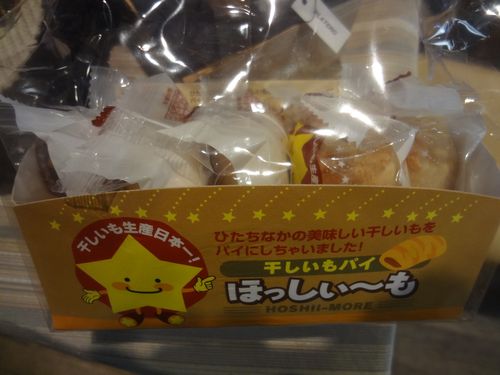 干しいも生産日本一!
ひたちなかの美味しい干しいもを
パイにしちゃいました!
干しいもパイ
ほっしぃ～も
HOSHII-MORE